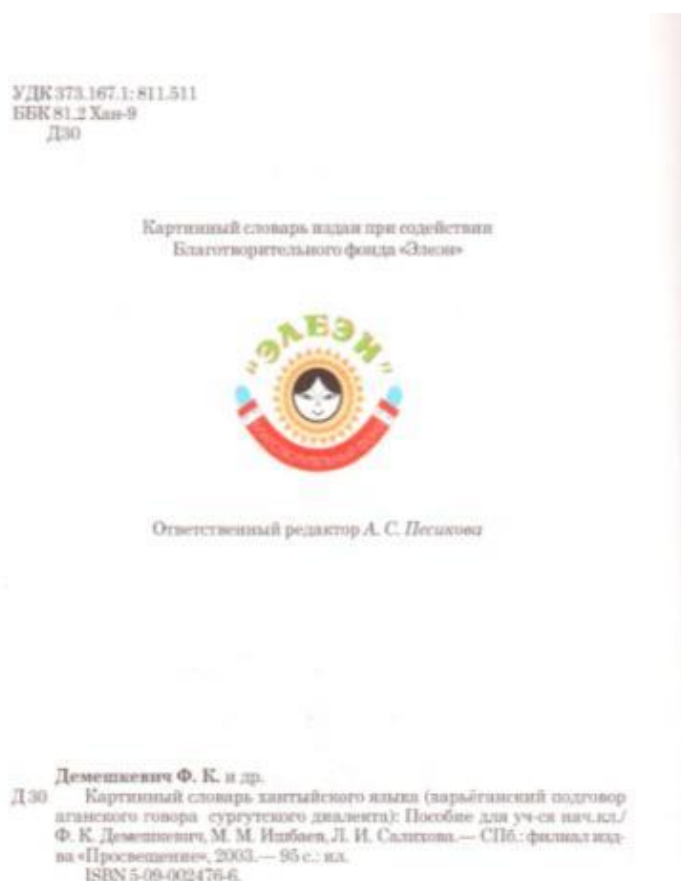 УДК 373.167.1: 811.511
ББК 81.2 Хан-9
Д30
Картинный словарь издан при содействии
Благотворительного фонда «Элеэи»
"ЭЛЕЭИ"
Ответственный редактор А. С. Песикова
Демешкевич Ф. К. и др.
Д 30 Картинный словарь хантыйского языка (варьёганский подговор
аганского говора сургутского диалекта): Пособие для уч-ся нач.кл./
Ф. К. Демешкевич, М. М. Ишбаев, Л. И. Салихова.— СПб.: филиал изд-
ва «Просвещение», 2003.— 95 с.: ил.
ISBN 5-09-002476-6.